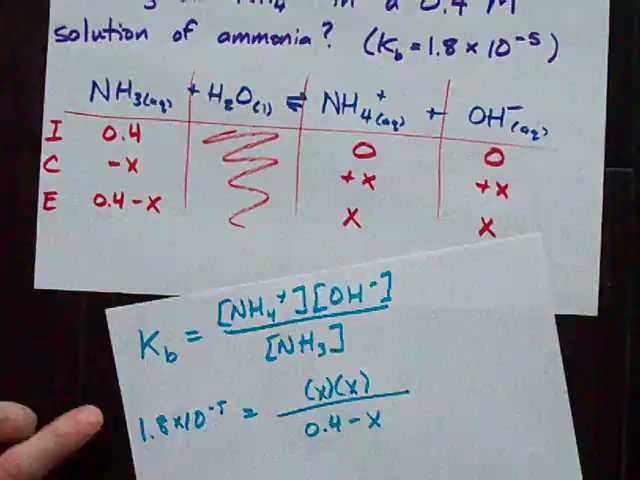 solution of ammonia? (Kb = 1.8 × 10⁻⁵)
NH₃(aq) + H₂O(l) ⇌ NH₄⁺(aq) + OH⁻(aq)
I 0.4 0 0
C -x +x +x
E 0.4-x x x
Kb = [NH₄⁺][OH⁻] / [NH₃]
1.8×10⁻⁵ = (x)(x) / 0.4-x